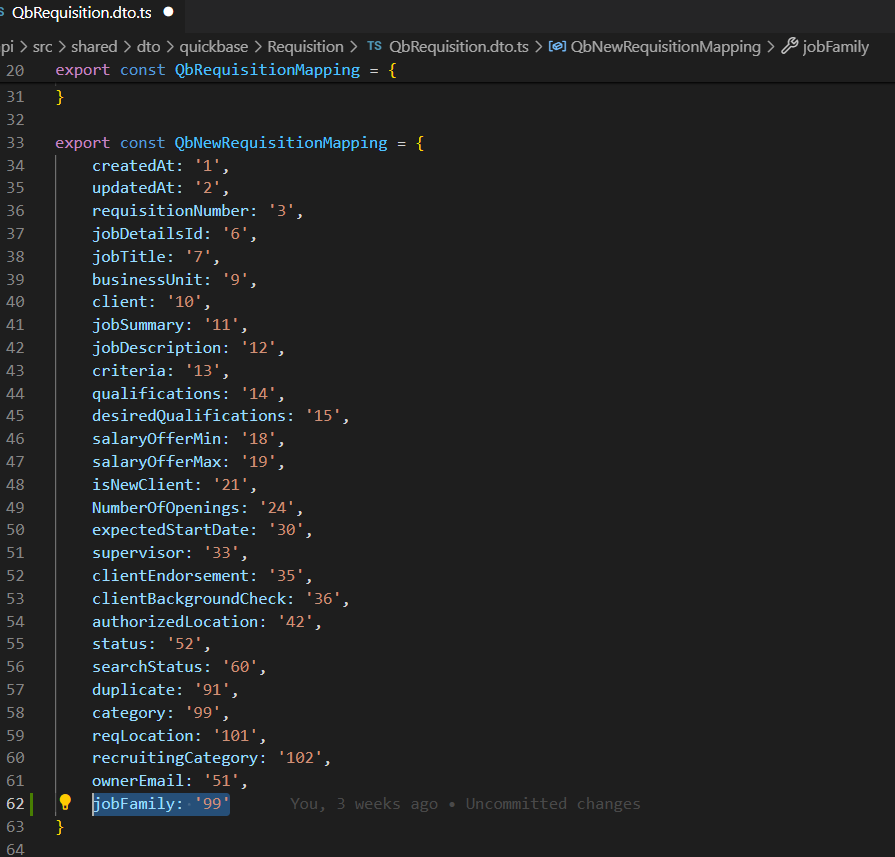 QbRequisition.dto.ts
pi > src > shared > dto > quickbase > Requisition > TS QbRequisition.dto.ts > QbNewRequisitionMapping > jobFamily
20 export const QbRequisitionMapping = {
31 }
32
33 export const QbNewRequisitionMapping = {
34 createdAt: '1',
35 updatedAt: '2',
36 requisitionNumber: '3',
37 jobDetailsId: '6',
38 jobTitle: '7',
39 businessUnit: '9',
40 client: '10',
41 jobSummary: '11',
42 jobDescription: '12',
43 criteria: '13',
44 qualifications: '14',
45 desiredQualifications: '15',
46 salaryOfferMin: '18',
47 salaryOfferMax: '19',
48 isNewClient: '21',
49 NumberOfOpenings: '24',
50 expectedStartDate: '30',
51 supervisor: '33',
52 clientEndorsement: '35',
53 clientBackgroundCheck: '36',
54 authorizedLocation: '42',
55 status: '52',
56 searchStatus: '60',
57 duplicate: '91',
58 category: '99',
59 reqLocation: '101',
60 recruitingCategory: '102',
61 ownerEmail: '51',
62 jobFamily: '99' You, 3 weeks ago • Uncommitted changes
63 }
64